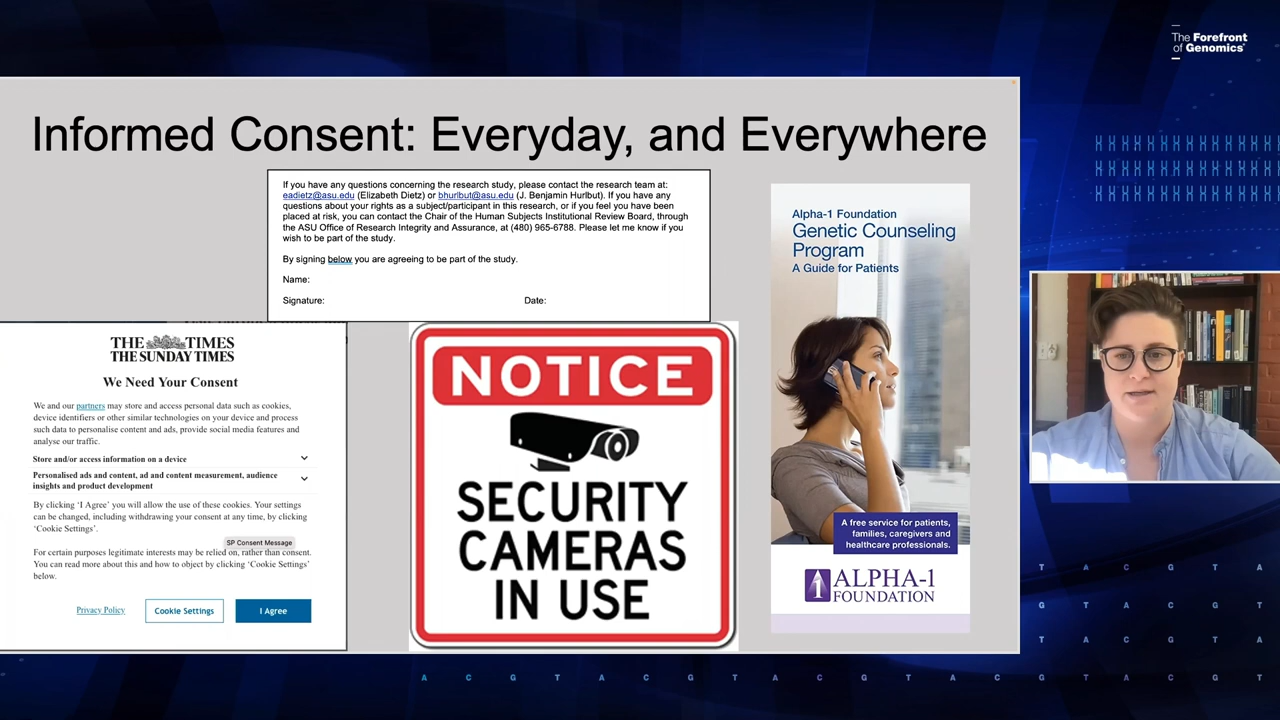 The Forefront
of Genomics®
Informed Consent: Everyday, and Everywhere
If you have any questions concerning the research study, please contact the research team at:
eadietz@asu.edu (Elizabeth Dietz) or bhurlbut@asu.edu (J. Benjamin Hurlbut). If you have any
questions about your rights as a subject/participant in this research, or if you feel you have been
placed at risk, you can contact the Chair of the Human Subjects Institutional Review Board, through
the ASU Office of Research Integrity and Assurance, at (480) 965-6788. Please let me know if you
wish to be part of the study.
By signing below you are agreeing to be part of the study.
Name:
Signature: Date:
THE TIMES
THE SUNDAY TIMES
We Need Your Consent
We and our partners may store and access personal data such as cookies,
device identifiers or other similar technologies on your device and process
such data to personalise content and ads, provide social media features and
analyse our traffic.
Store and/or access information on a device
Personalised ads and content, ad and content measurement, audience
insights and product development
By clicking ‘I Agree’ you will allow the use of these cookies. Your settings
can be changed, including withdrawing your consent at any time, by clicking
‘Cookie Settings’.
SP Consent Message
For certain purposes legitimate interests may be relied on, rather than consent.
You can read more about this and how to object by clicking ‘Cookie Settings’
below.
Privacy Policy Cookie Settings I Agree
NOTICE
SECURITY
CAMERAS
IN USE
Alpha-1 Foundation
Genetic Counseling
Program
A Guide for Patients
A free service for patients,
families, caregivers and
healthcare professionals.
ALPHA-1
FOUNDATION
T A C G T A
G T A C G T
T A C G T A
A C G T A C G T A C G T A C G T A C G T